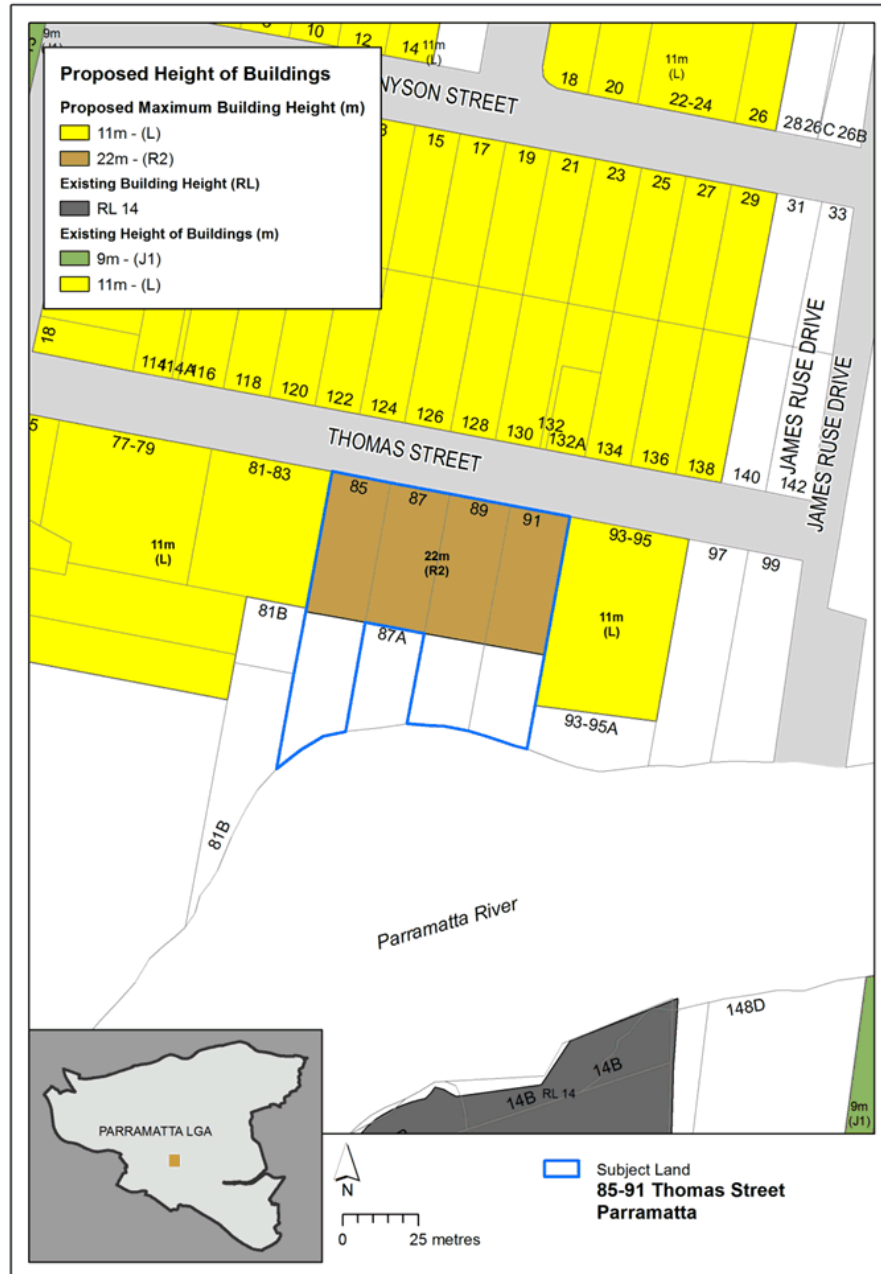 9m
10
12
14
11m
(L)
18
20
11m
(L)
22-24
26
28
26C
26B
NYSON STREET
Proposed Height of Buildings
Proposed Maximum Building Height (m)
11m - (L)
22m - (R2)
Existing Building Height (RL)
RL 14
Existing Height of Buildings (m)
9m - (J1)
11m - (L)
15
17
19
21
23
25
27
29
31
33
JAMES RUSE DRIVE
JAMES RUSE DRIVE
18
114
114A
116
118
120
122
124
126
128
130
132
132A
134
136
138
140
142
THOMAS STREET
5
77-79
81-83
85
87
89
91
93-95
97
99
11m
(L)
22m
(R2)
11m
(L)
81B
87A
93-95A
81B
Parramatta River
148D
14B
14B
RL 14
9m
(J1)
PARRAMATTA LGA
N
0
25 metres
Subject Land
85-91 Thomas Street
Parramatta